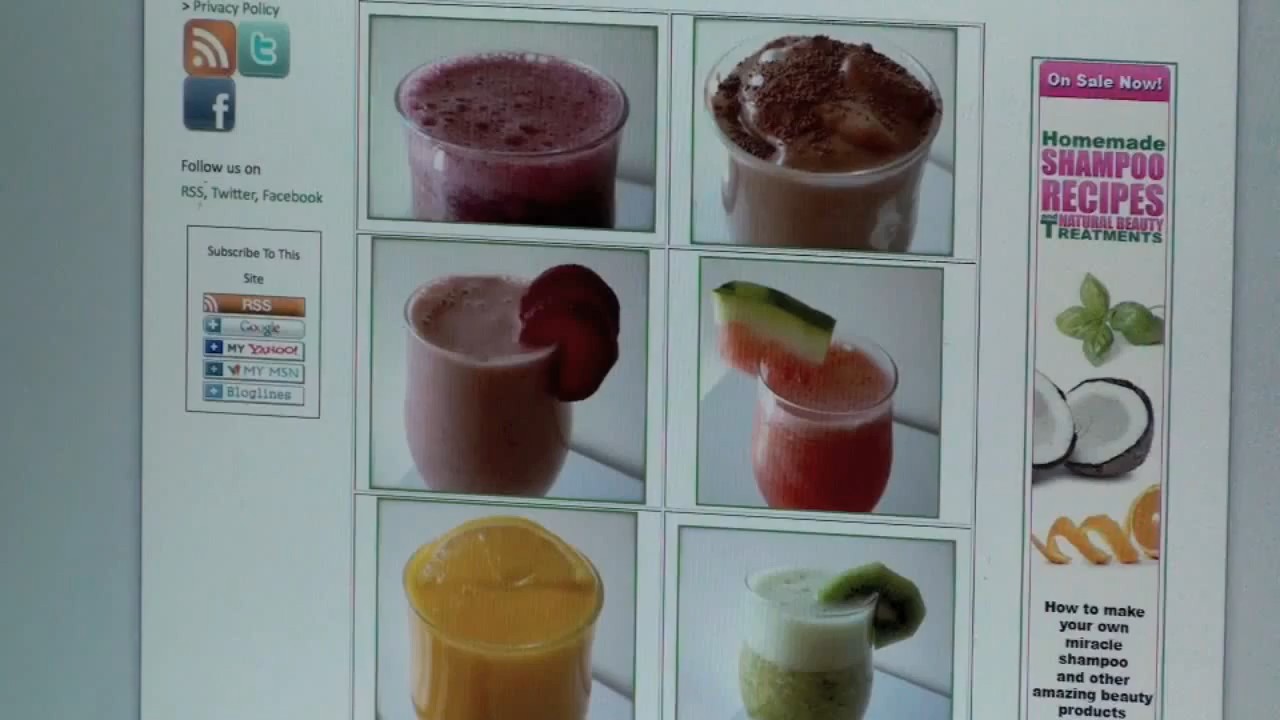 > Privacy Policy
Follow us on
RSS, Twitter, Facebook
Subscribe To This
Site
RSS
Google
MY YAHOO!
MY MSN
Bloglines
On Sale Now!
Homemade
SHAMPOO
RECIPES
and NATURAL BEAUTY
TREATMENTS
How to make
your own
miracle
shampoo
and other
amazing beauty
products